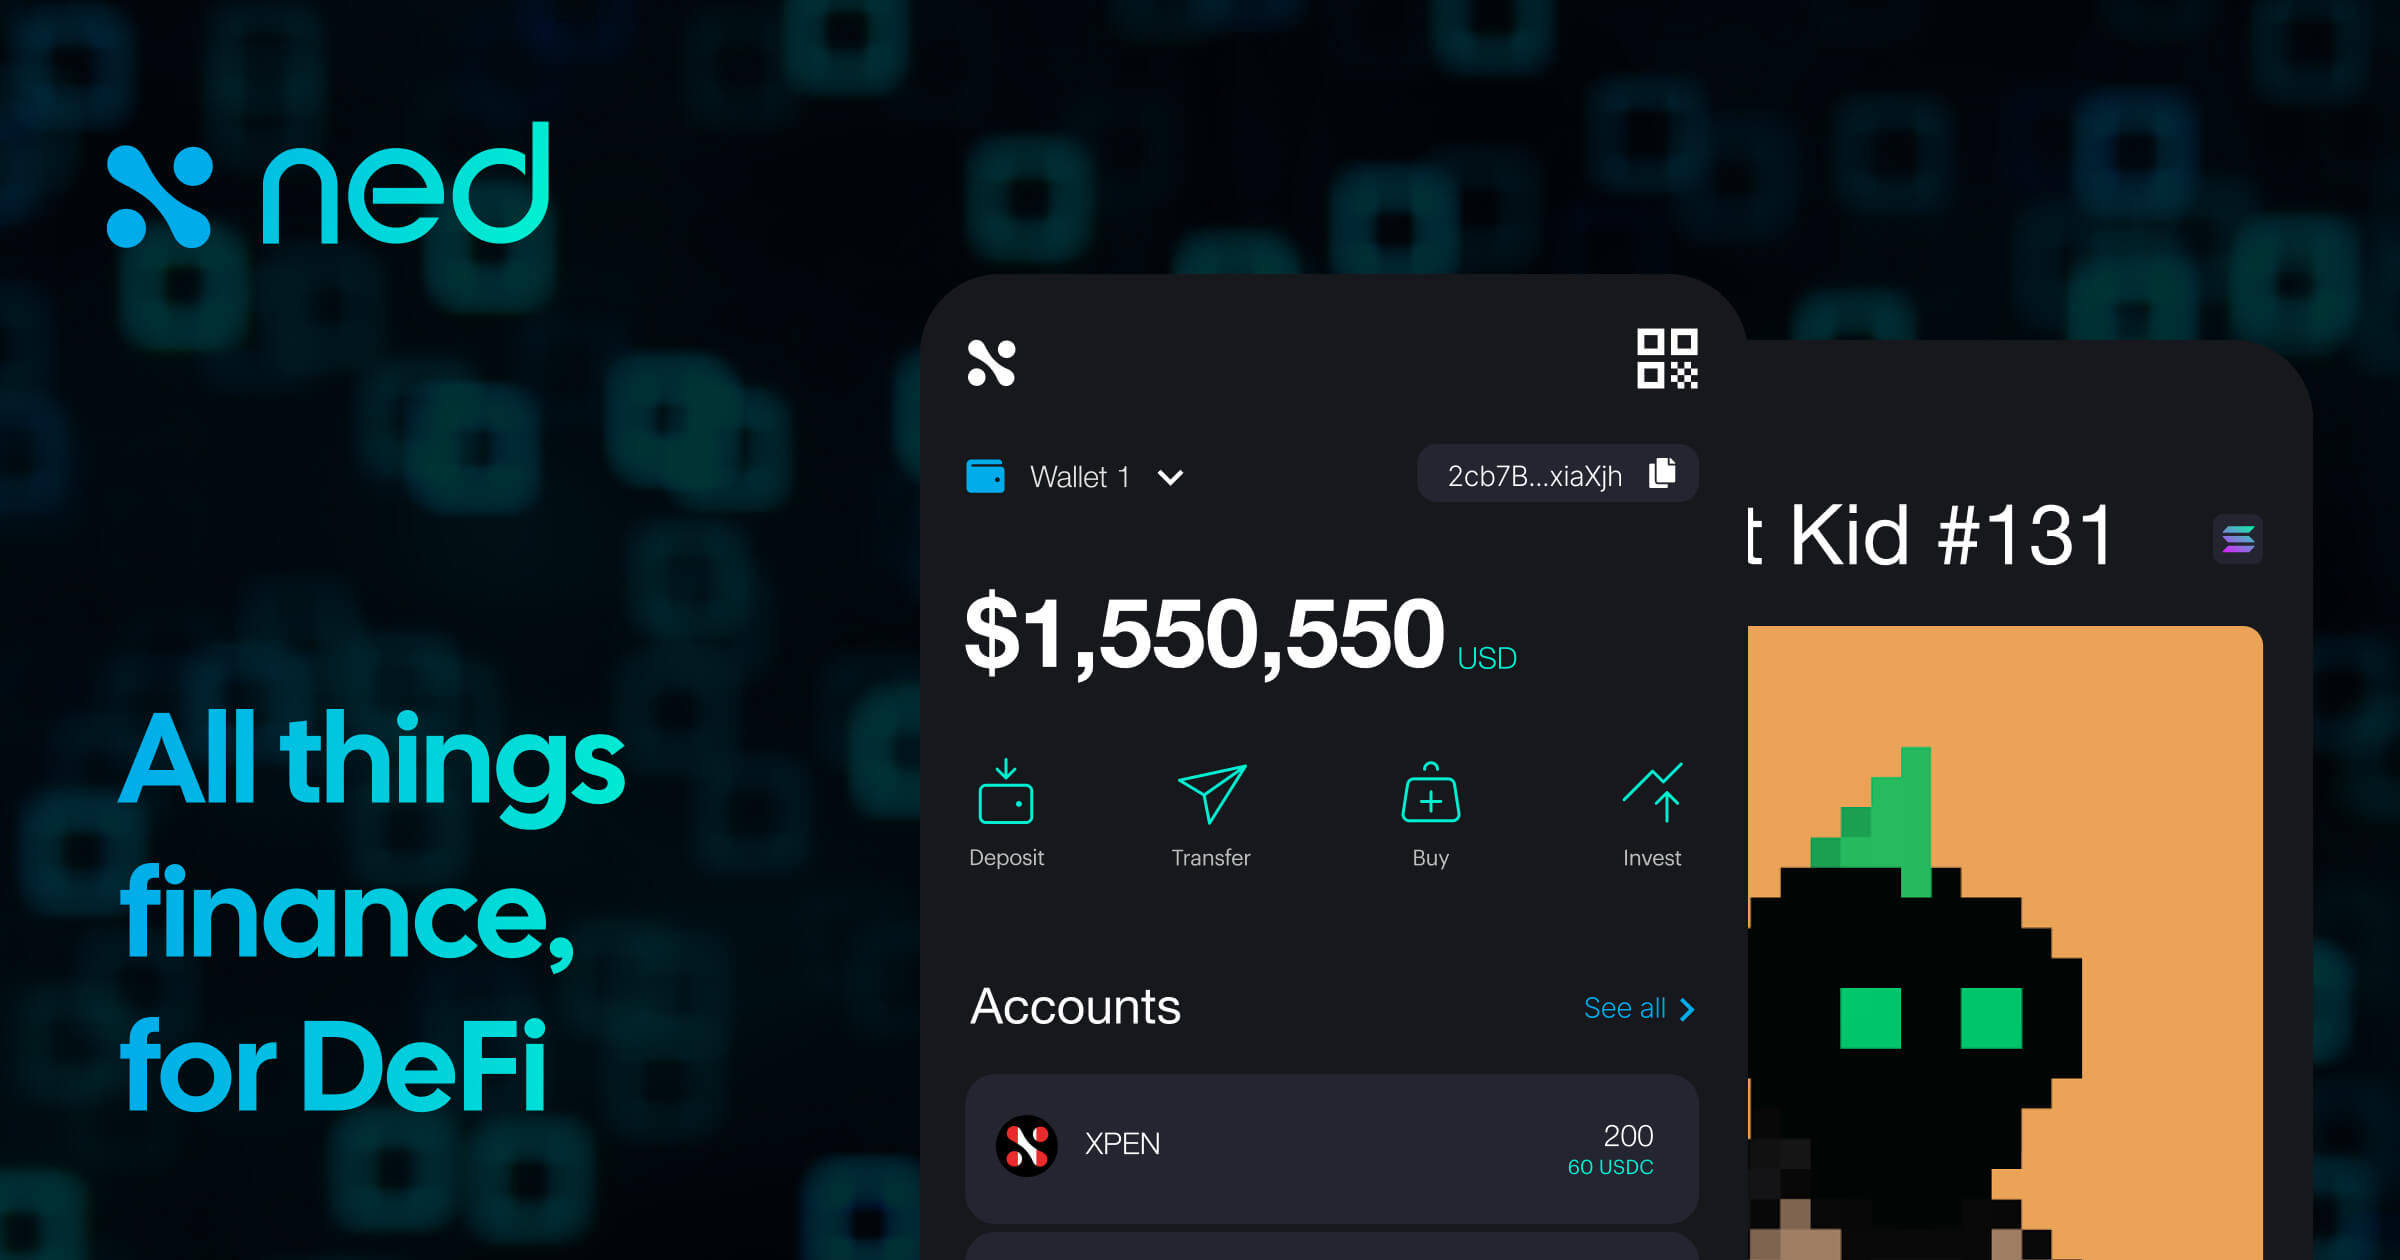 ned
All things
finance,
for DeFi
Wallet 1
2cb7B...xiaXjh
$1,550,550 USD
Deposit
Transfer
Buy
Invest
Accounts
See all
XPEN
200
60 USDC
t Kid #131